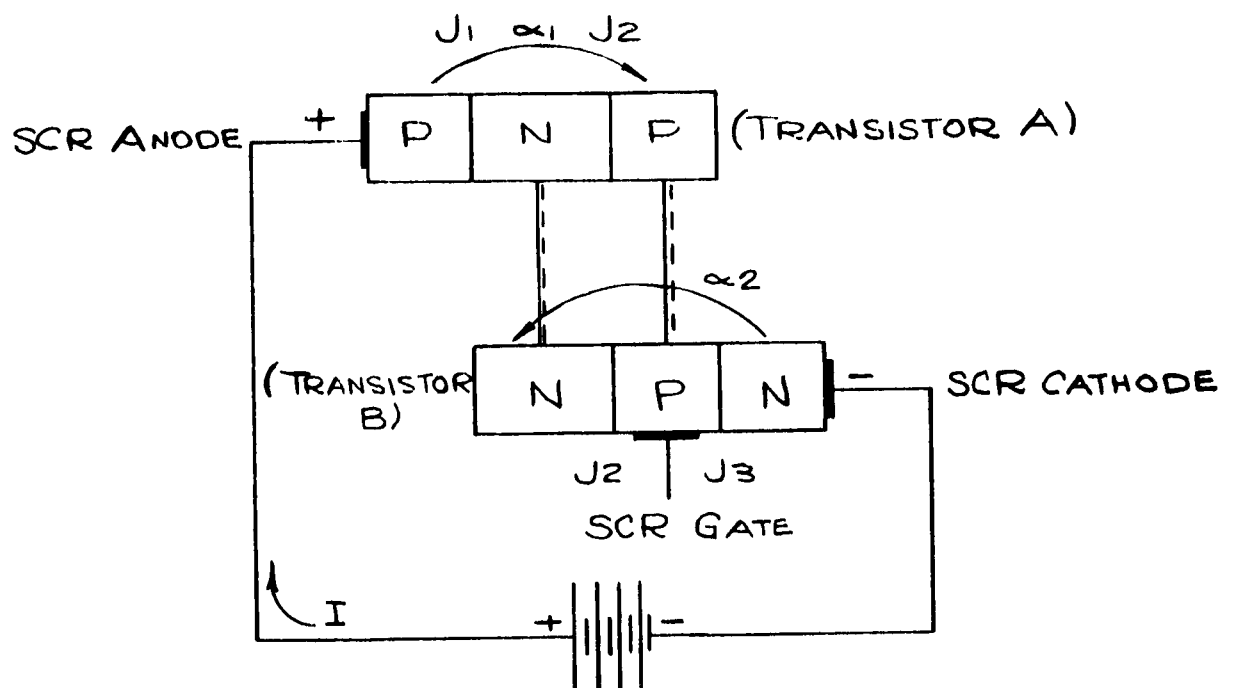 J1 α1 J2
SCR ANODE + P N P (TRANSISTOR A)
α2
(TRANSISTOR
B)
N P N - SCR CATHODE
J2 J3
SCR GATE
I + -